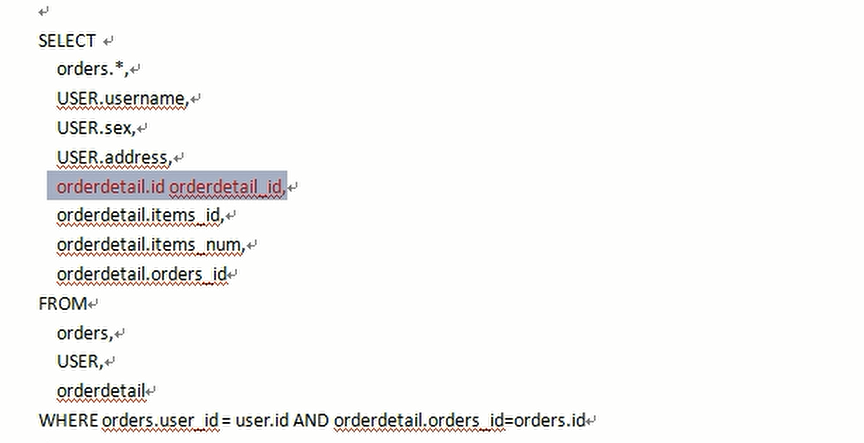 SELECT
orders.*,
USER.username,
USER.sex,
USER.address,
orderdetail.id orderdetail_id,
orderdetail.items_id,
orderdetail.items_num,
orderdetail.orders_id
FROM
orders,
USER,
orderdetail
WHERE orders.user_id = user.id AND orderdetail.orders_id=orders.id